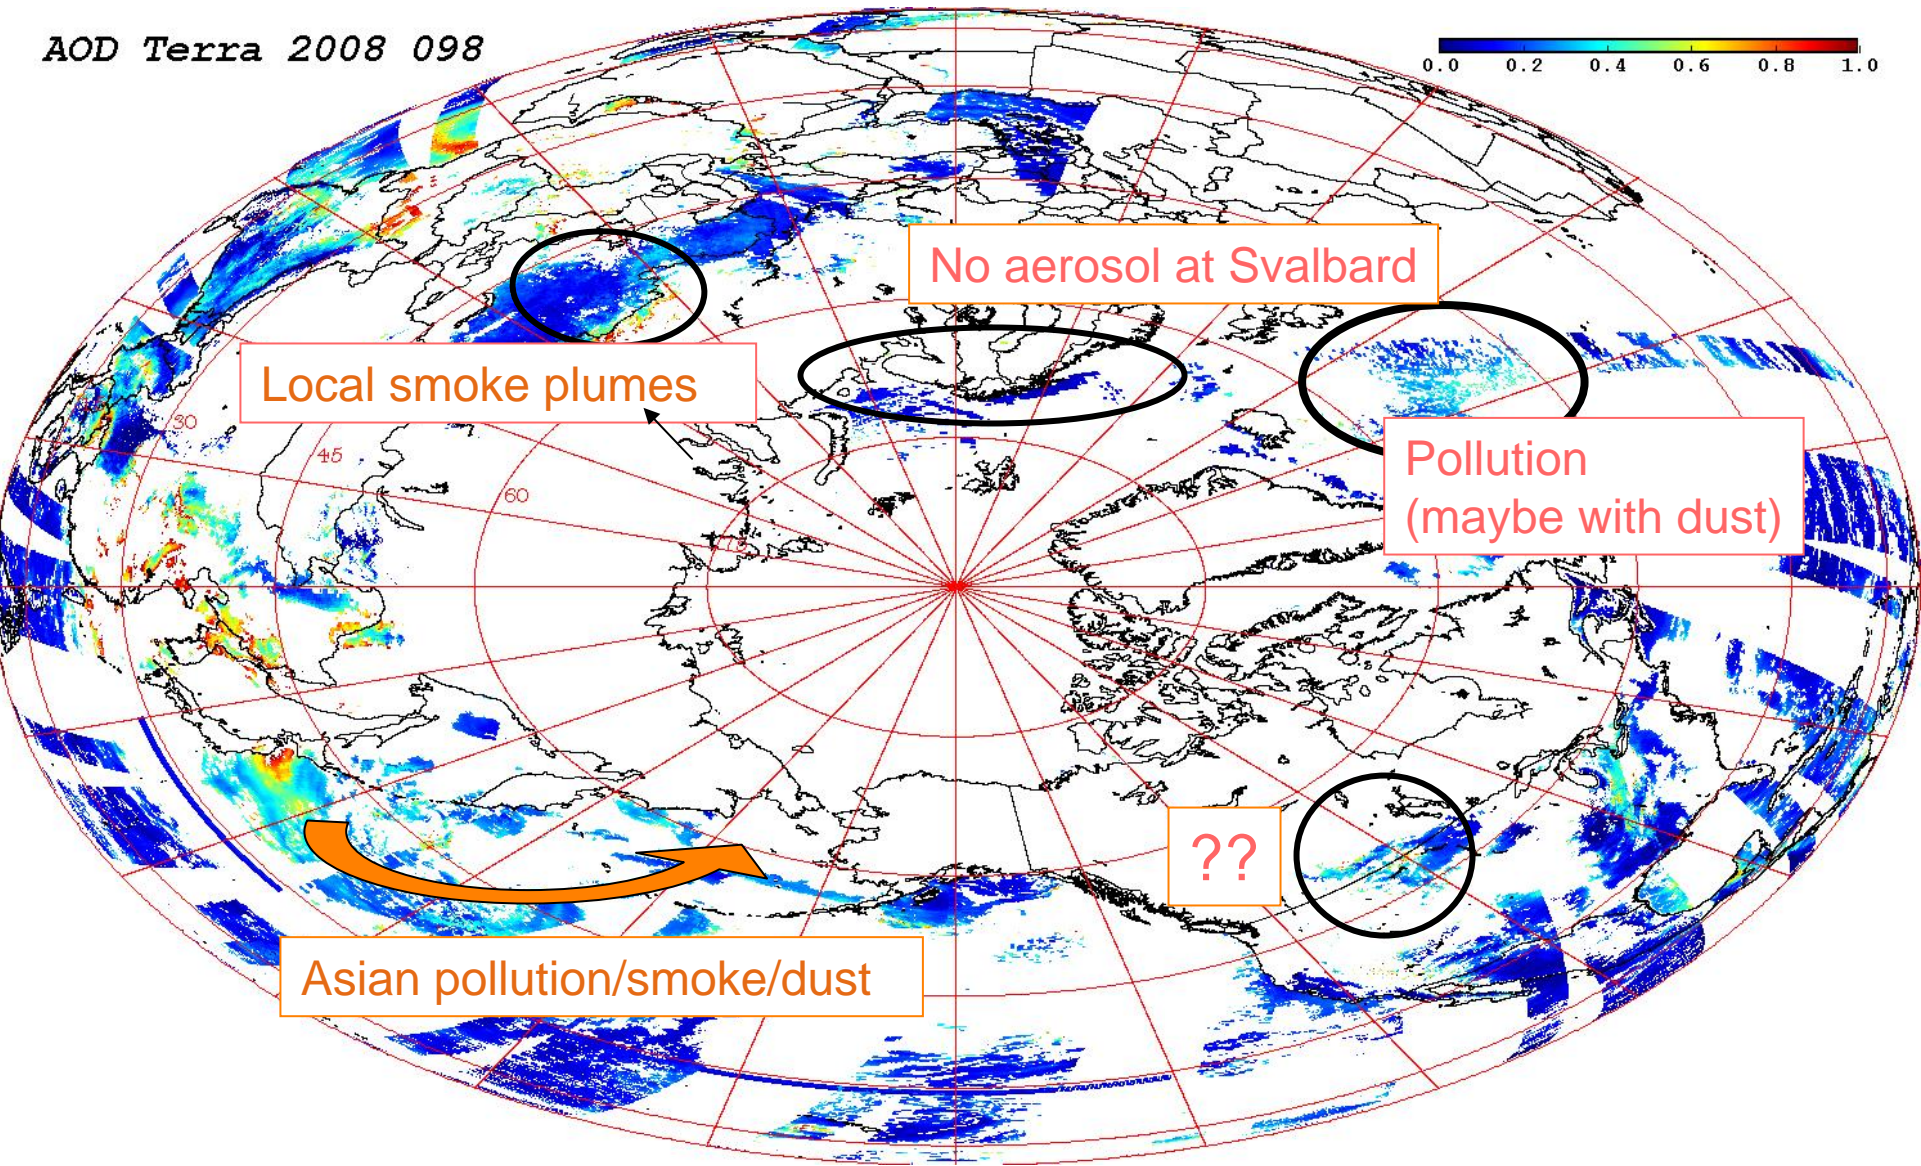 AOD Terra 2008 098
0.0 0.2 0.4 0.6 0.8 1.0
No aerosol at Svalbard
Local smoke plumes
30
45
60
75
Pollution
(maybe with dust)
??
Asian pollution/smoke/dust